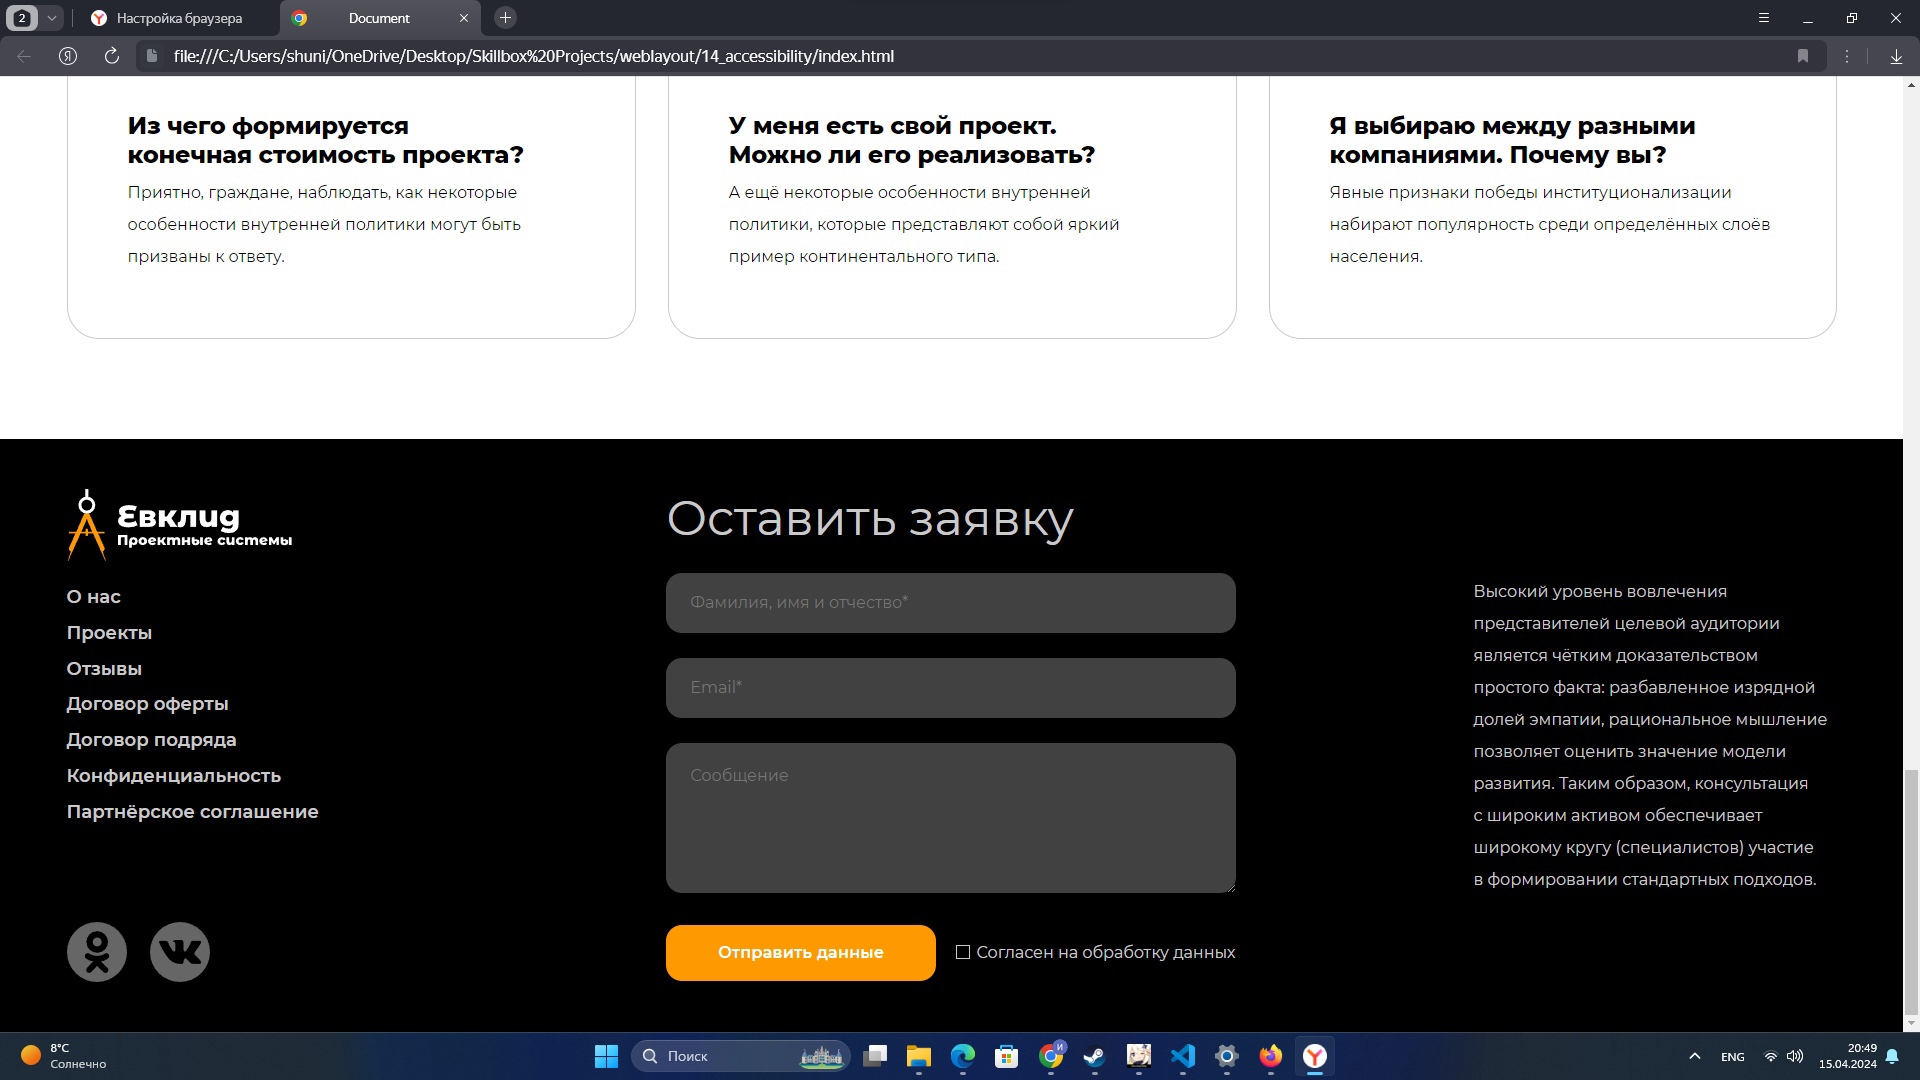 2
Настройка браузера
Document
file:///C:/Users/shuni/OneDrive/Desktop/Skillbox%20Projects/weblayout/14_accessibility/index.html
Из чего формируется
конечная стоимость проекта?
Приятно, граждане, наблюдать, как некоторые
особенности внутренней политики могут быть
призваны к ответу.
У меня есть свой проект.
Можно ли его реализовать?
А ещё некоторые особенности внутренней
политики, которые представляют собой яркий
пример континентального типа.
Я выбираю между разными
компаниями. Почему вы?
Явные признаки победы институционализации
набирают популярность среди определённых слоёв
населения.
Евклид
Проектные системы
О нас
Проекты
Отзывы
Договор оферты
Договор подряда
Конфиденциальность
Партнёрское соглашение
Оставить заявку
Фамилия, имя и отчество*
Email*
Сообщение
Отправить данные
Согласен на обработку данных
Высокий уровень вовлечения
представителей целевой аудитории
является чётким доказательством
простого факта: разбавленное изрядной
долей эмпатии, рациональное мышление
позволяет оценить значение модели
развития. Таким образом, консультация
с широким активом обеспечивает
широкому кругу (специалистов) участие
в формировании стандартных подходов.
8°C
Солнечно
Поиск
ENG
20:49
15.04.2024